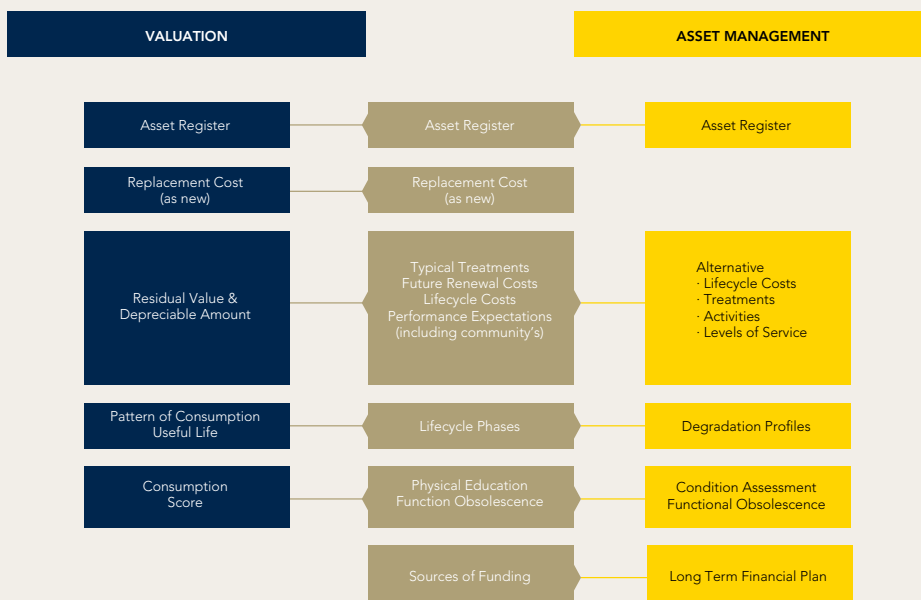 VALUATION
ASSET MANAGEMENT
Asset Register
Asset Register
Asset Register
Replacement Cost
(as new)
Replacement Cost
(as new)
Residual Value &
Depreciable Amount
Typical Treatments
Future Renewal Costs
Lifecycle Costs
Performance Expectations
(including community's)
Alternative
· Lifecycle Costs
· Treatments
· Activities
· Levels of Service
Pattern of Consumption
Useful Life
Lifecycle Phases
Degradation Profiles
Consumption
Score
Physical Education
Function Obsolescence
Condition Assessment
Functional Obsolescence
Sources of Funding
Long Term Financial Plan